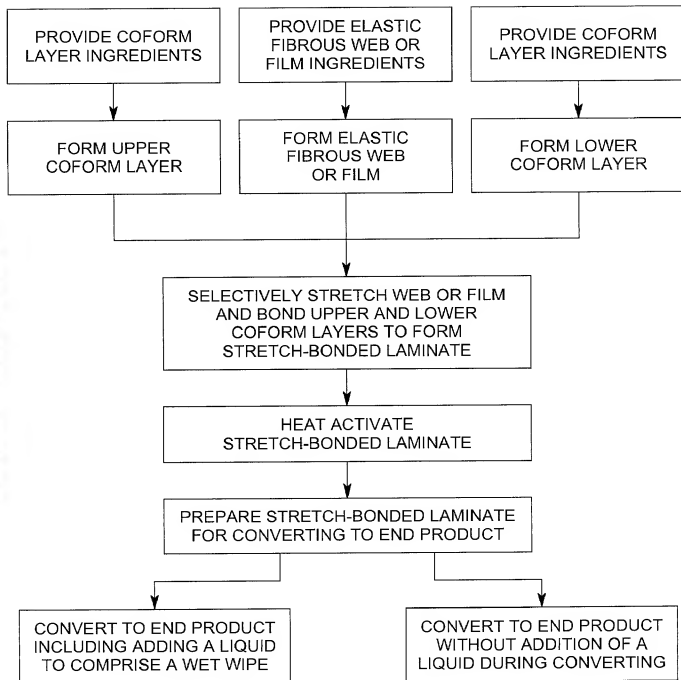 PROVIDE COFORM
LAYER INGREDIENTS
PROVIDE ELASTIC
FIBROUS WEB OR
FILM INGREDIENTS
PROVIDE COFORM
LAYER INGREDIENTS
FORM UPPER
COFORM LAYER
FORM ELASTIC
FIBROUS WEB
OR FILM
FORM LOWER
COFORM LAYER
SELECTIVELY STRETCH WEB OR FILM
AND BOND UPPER AND LOWER
COFORM LAYERS TO FORM
STRETCH-BONDED LAMINATE
HEAT ACTIVATE
STRETCH-BONDED LAMINATE
PREPARE STRETCH-BONDED LAMINATE
FOR CONVERTING TO END PRODUCT
CONVERT TO END PRODUCT
INCLUDING ADDING A LIQUID
TO COMPRISE A WET WIPE
CONVERT TO END PRODUCT
WITHOUT ADDITION OF A
LIQUID DURING CONVERTING